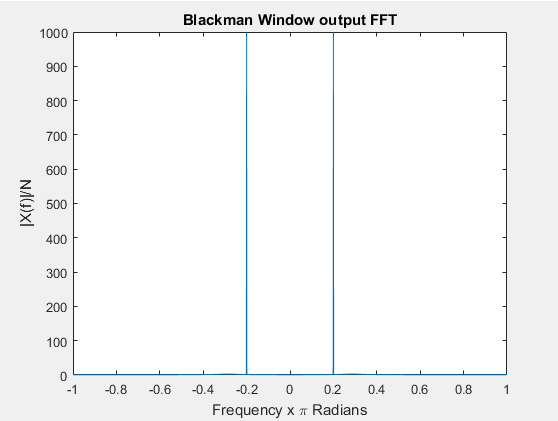 Blackman Window output FFT
1000
900
800
700
600
500
400
300
200
100
0
|X(f)|/N
-1 -0.8 -0.6 -0.4 -0.2 0 0.2 0.4 0.6 0.8 1
Frequency x π Radians